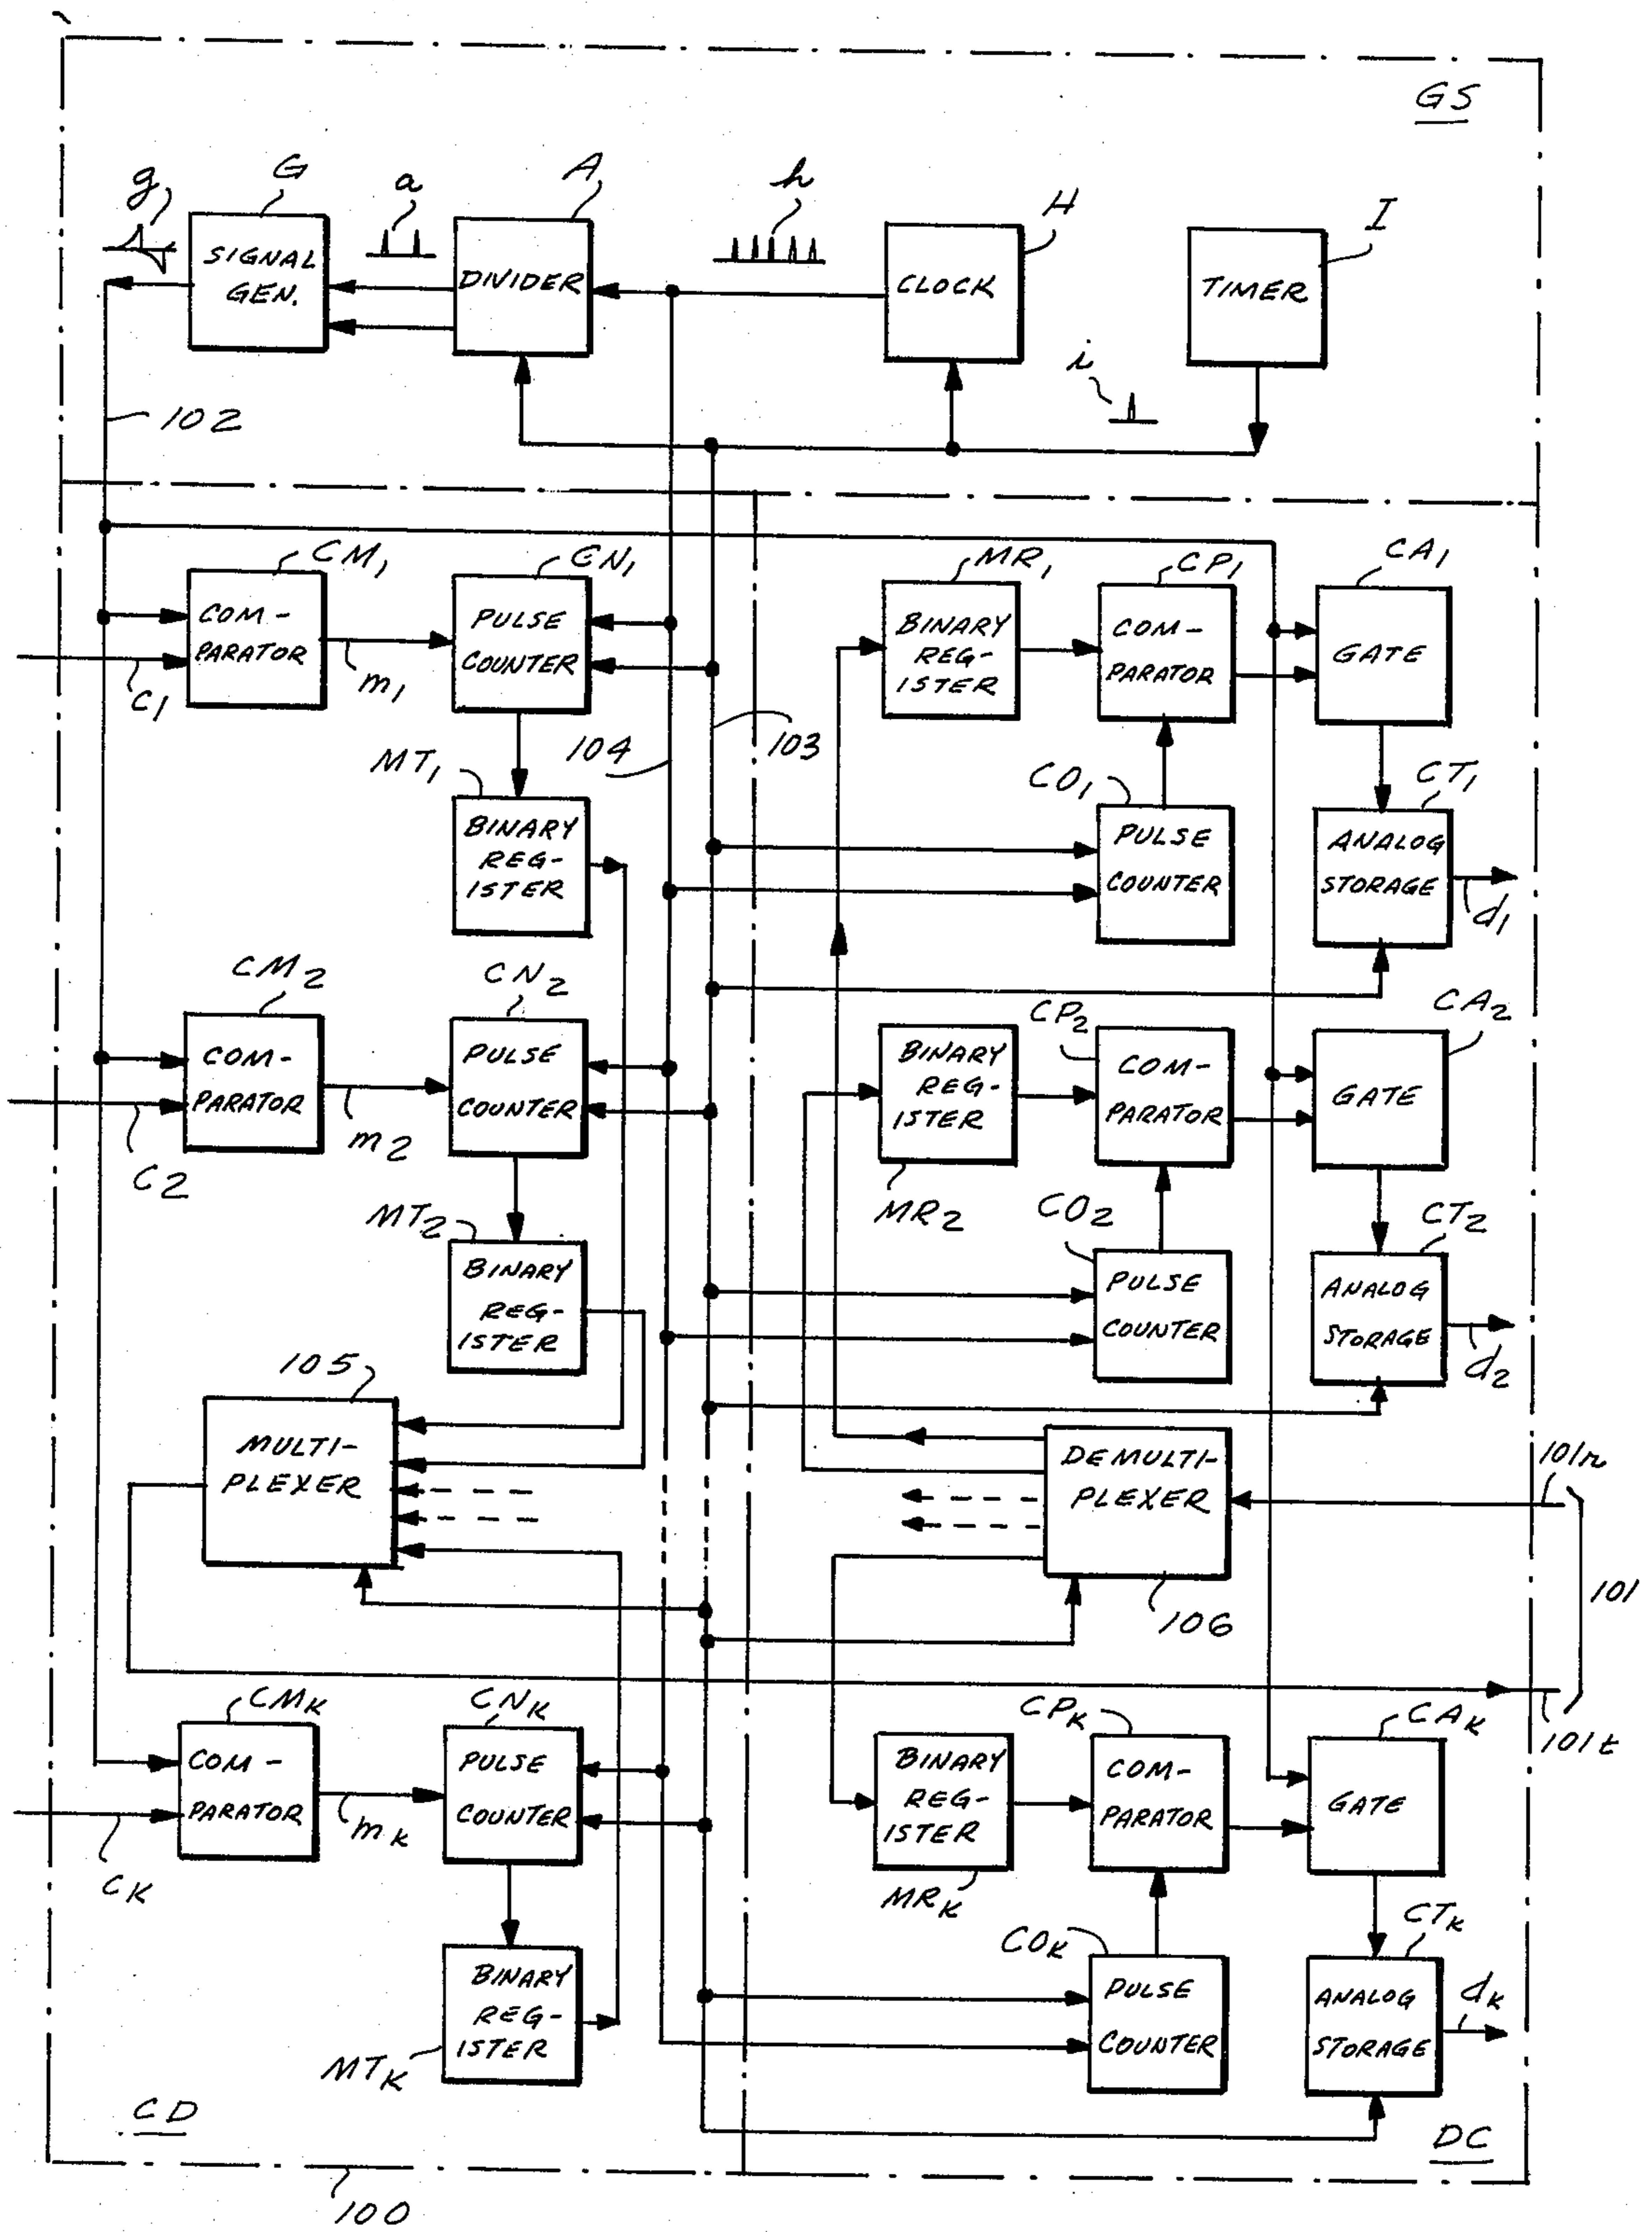 GS
g
G
a
A
h
H
I
SIGNAL
GEN.
DIVIDER
CLOCK
TIMER
i
102
CM1
CN1
MR1
CP1
CA1
COM-
PARATOR
PULSE
COUNTER
BINARY
REG-
ISTER
COM-
PARATOR
GATE
C1
m1
104
103
MT1
CO1
CT1
BINARY
REG-
ISTER
PULSE
COUNTER
ANALOG
STORAGE
d1
CM2
CN2
CP2
CA2
COM-
PARATOR
PULSE
COUNTER
BINARY
REG-
ISTER
COM-
PARATOR
GATE
C2
m2
MT2
MR2
CO2
CT2
BINARY
REG-
ISTER
PULSE
COUNTER
ANALOG
STORAGE
d2
105
MULTI-
PLEXER
DEMULTI-
PLEXER
101r
101
106
101t
CMK
CNK
CPK
CAK
COM-
PARATOR
PULSE
COUNTER
BINARY
REG-
ISTER
COM-
PARATOR
GATE
CK
mK
MRK
COK
CTK
BINARY
REG-
ISTER
MTK
PULSE
COUNTER
ANALOG
STORAGE
dK
CD
DC
100